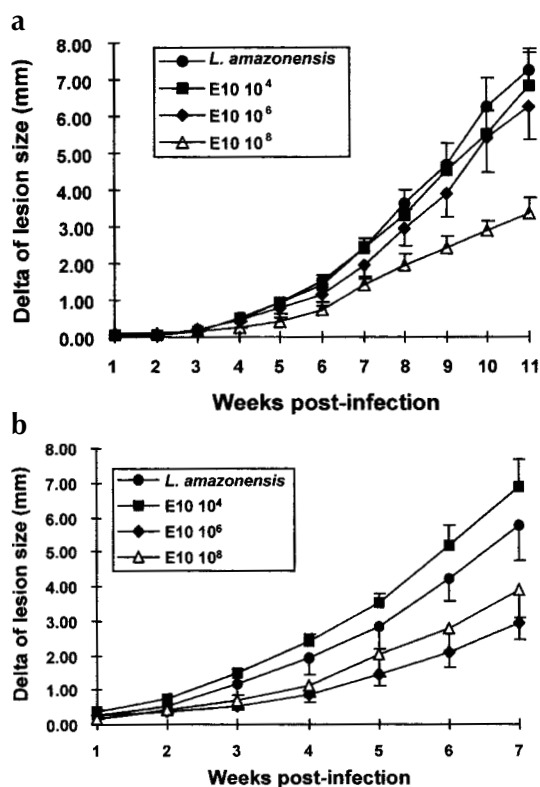 a
Delta of lesion size (mm)
8.00
7.00
6.00
5.00
4.00
3.00
2.00
1.00
0.00
L. amazonensis
E10 10⁴
E10 10⁶
E10 10⁸
1 2 3 4 5 6 7 8 9 10 11
Weeks post-infection
b
Delta of lesion size (mm)
8.00
7.00
6.00
5.00
4.00
3.00
2.00
1.00
0.00
L. amazonensis
E10 10⁴
E10 10⁶
E10 10⁸
1 2 3 4 5 6 7
Weeks post-infection